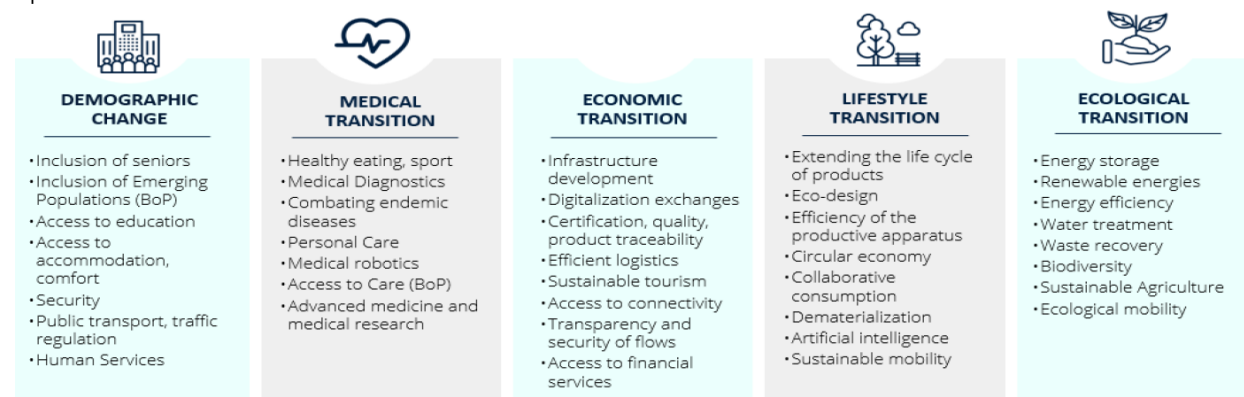 DEMOGRAPHIC
CHANGE
•Inclusion of seniors
•Inclusion of Emerging
Populations (BoP)
•Access to education
•Access to
accommodation,
comfort
•Security
•Public transport, traffic
regulation
•Human Services
MEDICAL
TRANSITION
•Healthy eating, sport
•Medical Diagnostics
•Combating endemic
diseases
•Personal Care
•Medical robotics
•Access to Care (BoP)
•Advanced medicine and
medical research
ECONOMIC
TRANSITION
•Infrastructure
development
•Digitalization exchanges
•Certification, quality,
product traceability
•Efficient logistics
•Sustainable tourism
•Access to connectivity
•Transparency and
security of flows
•Access to financial
services
LIFESTYLE
TRANSITION
•Extending the life cycle
of products
•Eco-design
•Efficiency of the
productive apparatus
•Circular economy
•Collaborative
consumption
•Dematerialization
•Artificial intelligence
•Sustainable mobility
ECOLOGICAL
TRANSITION
•Energy storage
•Renewable energies
•Energy efficiency
•Water treatment
•Waste recovery
•Biodiversity
•Sustainable Agriculture
•Ecological mobility